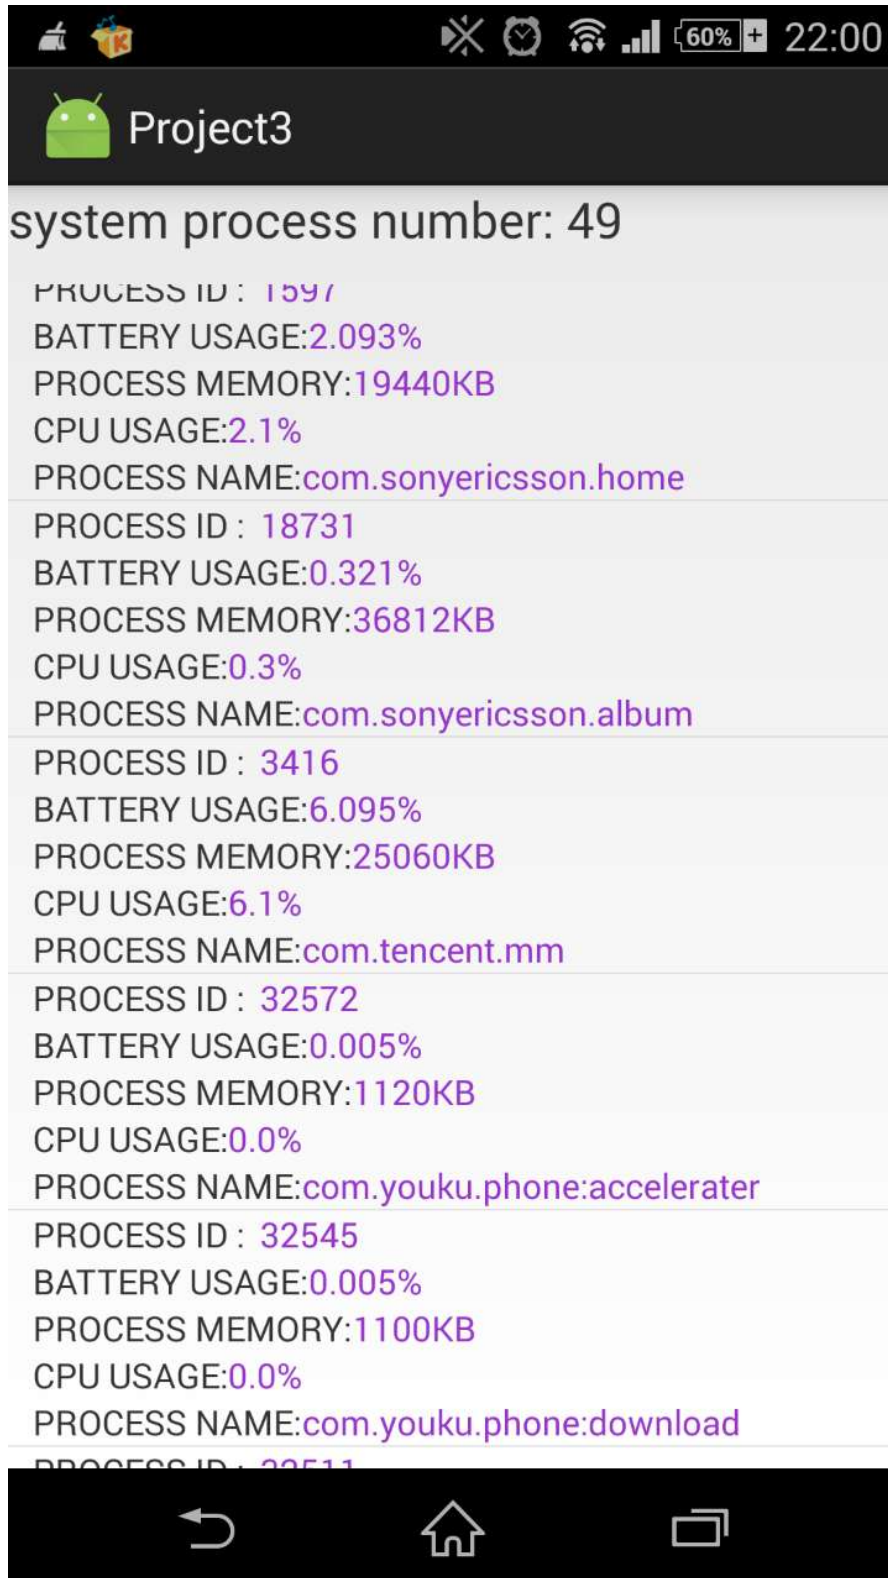 60% 22:00
Project3
system process number: 49
PROCESS ID : 1597
BATTERY USAGE:2.093%
PROCESS MEMORY:19440KB
CPU USAGE:2.1%
PROCESS NAME:com.sonyericsson.home
PROCESS ID : 18731
BATTERY USAGE:0.321%
PROCESS MEMORY:36812KB
CPU USAGE:0.3%
PROCESS NAME:com.sonyericsson.album
PROCESS ID : 3416
BATTERY USAGE:6.095%
PROCESS MEMORY:25060KB
CPU USAGE:6.1%
PROCESS NAME:com.tencent.mm
PROCESS ID : 32572
BATTERY USAGE:0.005%
PROCESS MEMORY:1120KB
CPU USAGE:0.0%
PROCESS NAME:com.youku.phone:accelerater
PROCESS ID : 32545
BATTERY USAGE:0.005%
PROCESS MEMORY:1100KB
CPU USAGE:0.0%
PROCESS NAME:com.youku.phone:download
PROCESS ID :